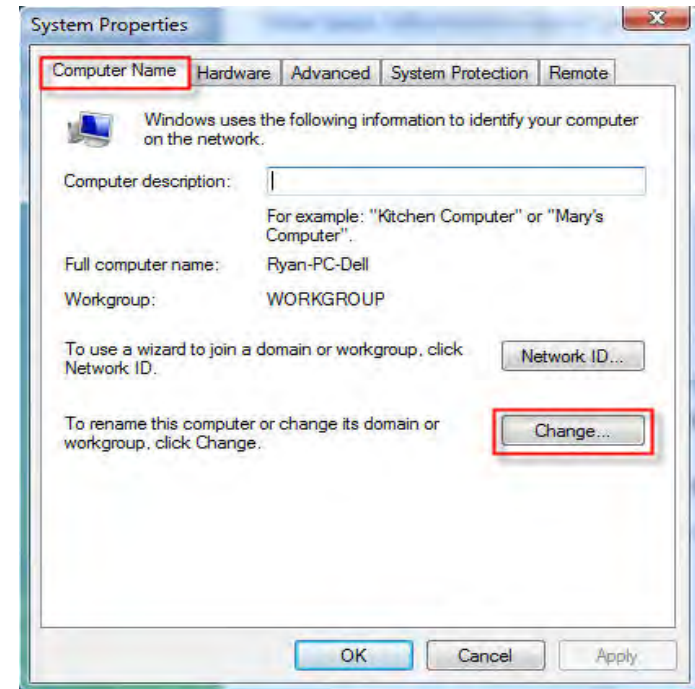 System Properties
Computer Name Hardware Advanced System Protection Remote
Windows uses the following information to identify your computer
on the network.
Computer description:
For example: "Kitchen Computer" or "Mary's
Computer".
Full computer name: Ryan-PC-Dell
Workgroup: WORKGROUP
To use a wizard to join a domain or workgroup, click
Network ID.
Network ID...
To rename this computer or change its domain or
workgroup, click Change.
Change...
OK Cancel Apply